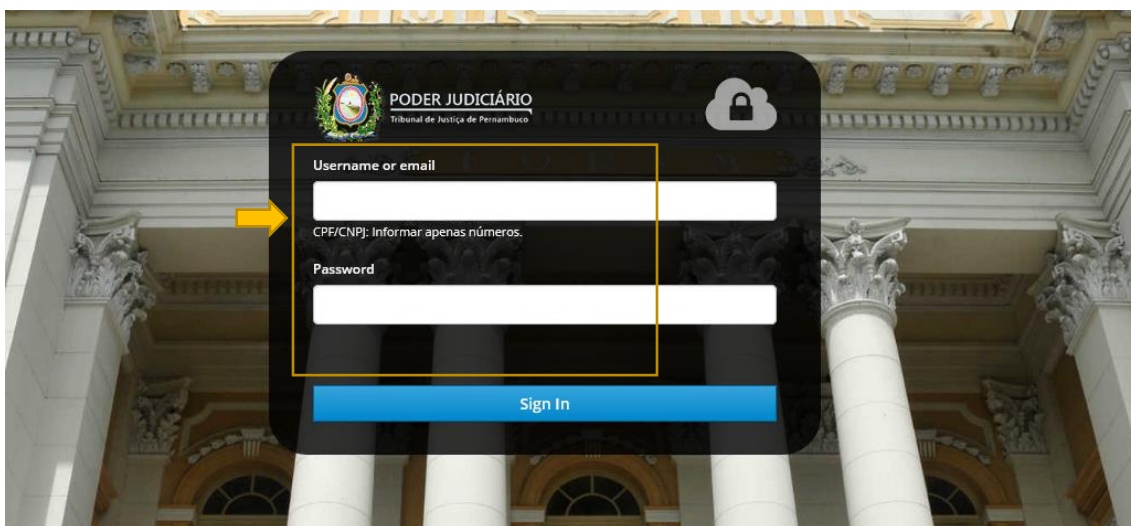 PODER JUDICIÁRIO
Tribunal de Justiça de Pernambuco
Username or email
CPF/CNPJ: Informar apenas números.
Password
Sign In